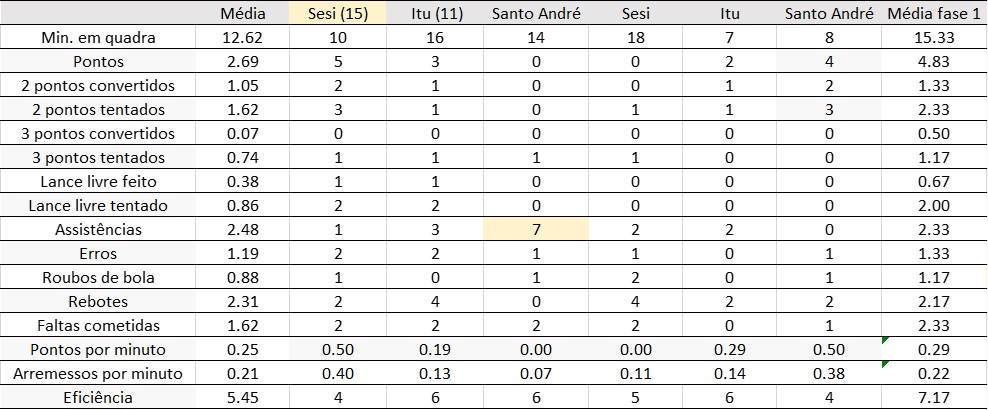 Média Sesi (15) Itu (11) Santo André Sesi Itu Santo André Média fase 1
Min. em quadra 12.62 10 16 14 18 7 8 15.33
Pontos 2.69 5 3 0 0 2 4 4.83
2 pontos convertidos 1.05 2 1 0 0 1 2 1.33
2 pontos tentados 1.62 3 1 0 1 1 3 2.33
3 pontos convertidos 0.07 0 0 0 0 0 0 0.50
3 pontos tentados 0.74 1 1 1 1 0 0 1.17
Lance livre feito 0.38 1 1 0 0 0 0 0.67
Lance livre tentado 0.86 2 2 0 0 0 0 2.00
Assistências 2.48 1 3 7 2 2 0 2.33
Erros 1.19 2 2 1 1 0 1 1.33
Roubos de bola 0.88 1 0 1 2 0 1 1.17
Rebotes 2.31 2 4 0 4 2 2 2.17
Faltas cometidas 1.62 2 2 2 2 0 1 2.33
Pontos por minuto 0.25 0.50 0.19 0.00 0.00 0.29 0.50 0.29
Arremessos por minuto 0.21 0.40 0.13 0.07 0.11 0.14 0.38 0.22
Eficiência 5.45 4 6 6 5 6 4 7.17